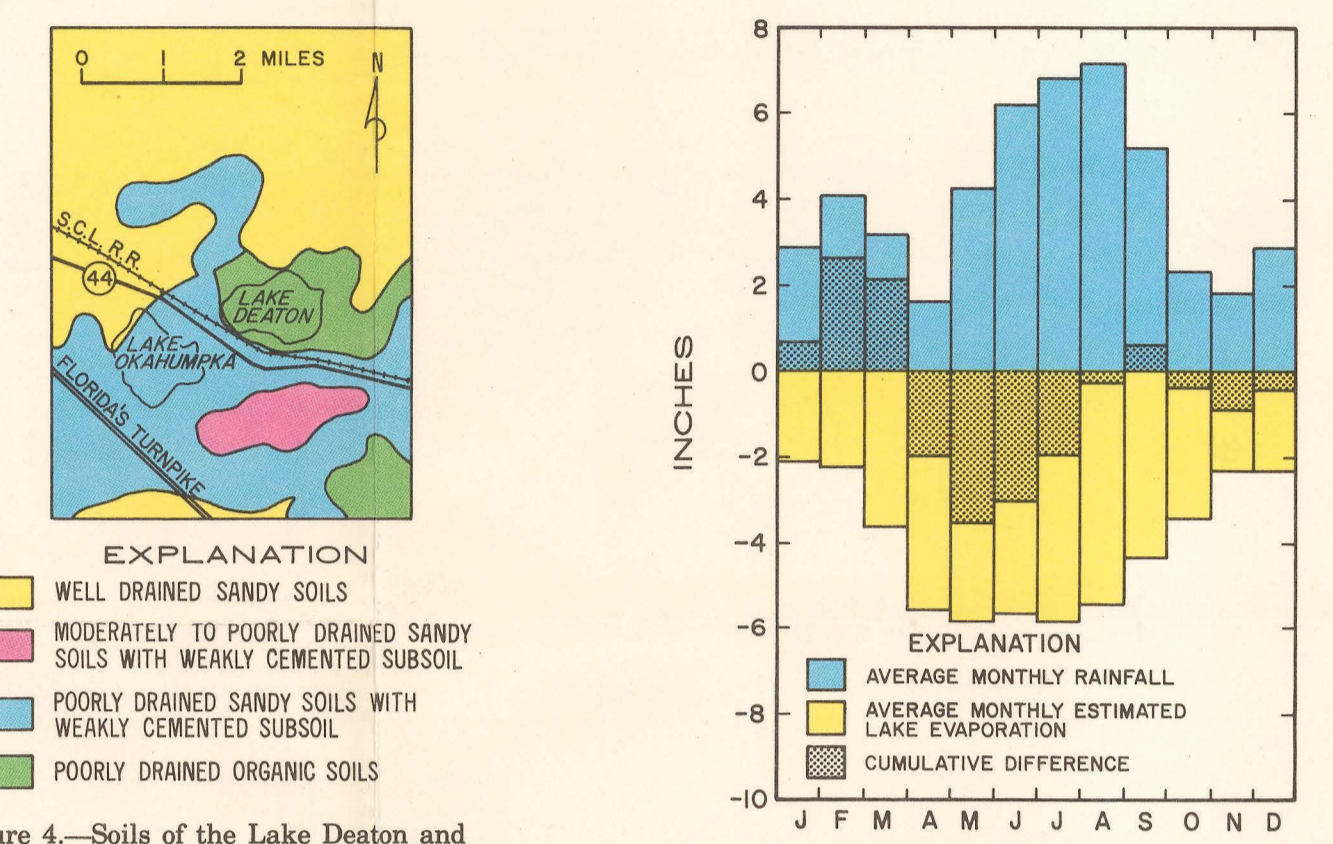 0 1 2 MILES
N
S.C.L. R.R.
44
LAKE
DEATON
LAKE
OKAHUMPKA
FLORIDA'S TURNPIKE
EXPLANATION
WELL DRAINED SANDY SOILS
MODERATELY TO POORLY DRAINED SANDY
SOILS WITH WEAKLY CEMENTED SUBSOIL
POORLY DRAINED SANDY SOILS WITH
WEAKLY CEMENTED SUBSOIL
POORLY DRAINED ORGANIC SOILS
ure 4.—Soils of the Lake Deaton and
INCHES
8
6
4
2
0
-2
-4
-6
-8
-10
EXPLANATION
AVERAGE MONTHLY RAINFALL
AVERAGE MONTHLY ESTIMATED
LAKE EVAPORATION
CUMULATIVE DIFFERENCE
J F M A M J J A S O N D